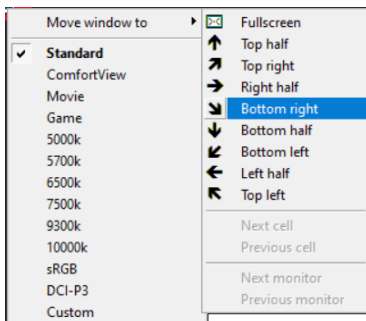 Move window to
Standard
ComfortView
Movie
Game
5000k
5700k
6500k
7500k
9300k
10000k
sRGB
DCI-P3
Custom
Fullscreen
Top half
Top right
Right half
Bottom right
Bottom half
Bottom left
Left half
Top left
Next cell
Previous cell
Next monitor
Previous monitor